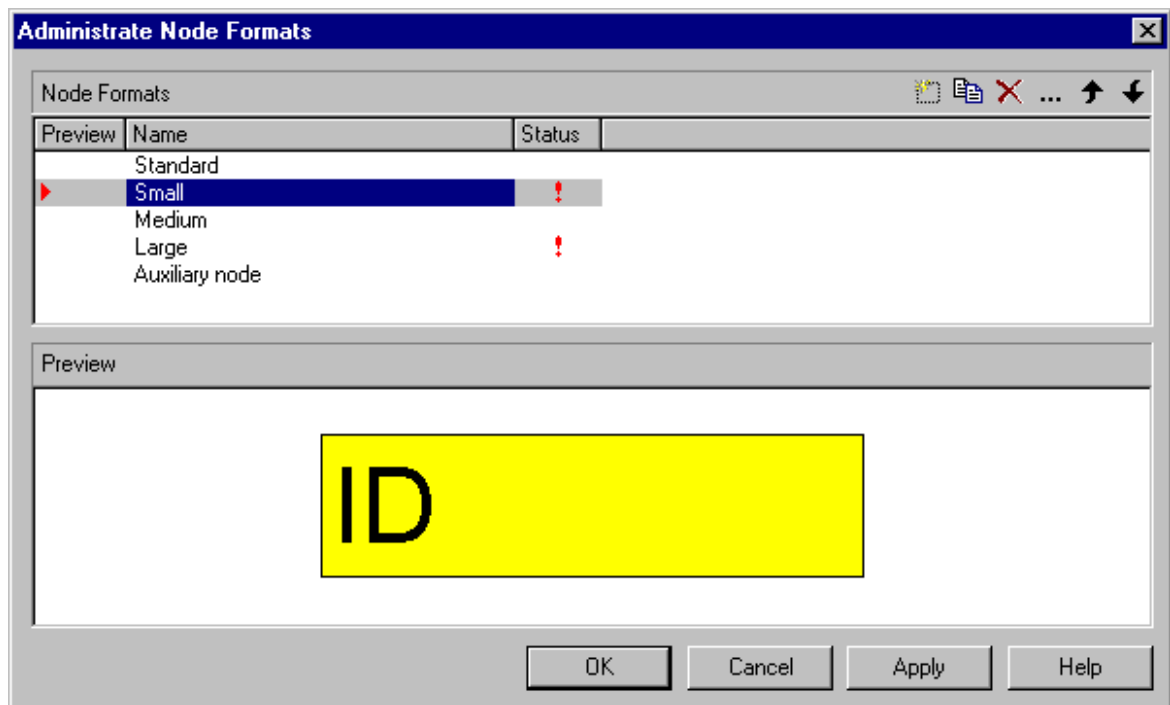 Administrate Node Formats
Node Formats ...
Preview Name Status
Standard
Small !
Medium
Large !
Auxiliary node
Preview
ID
OK Cancel Apply Help